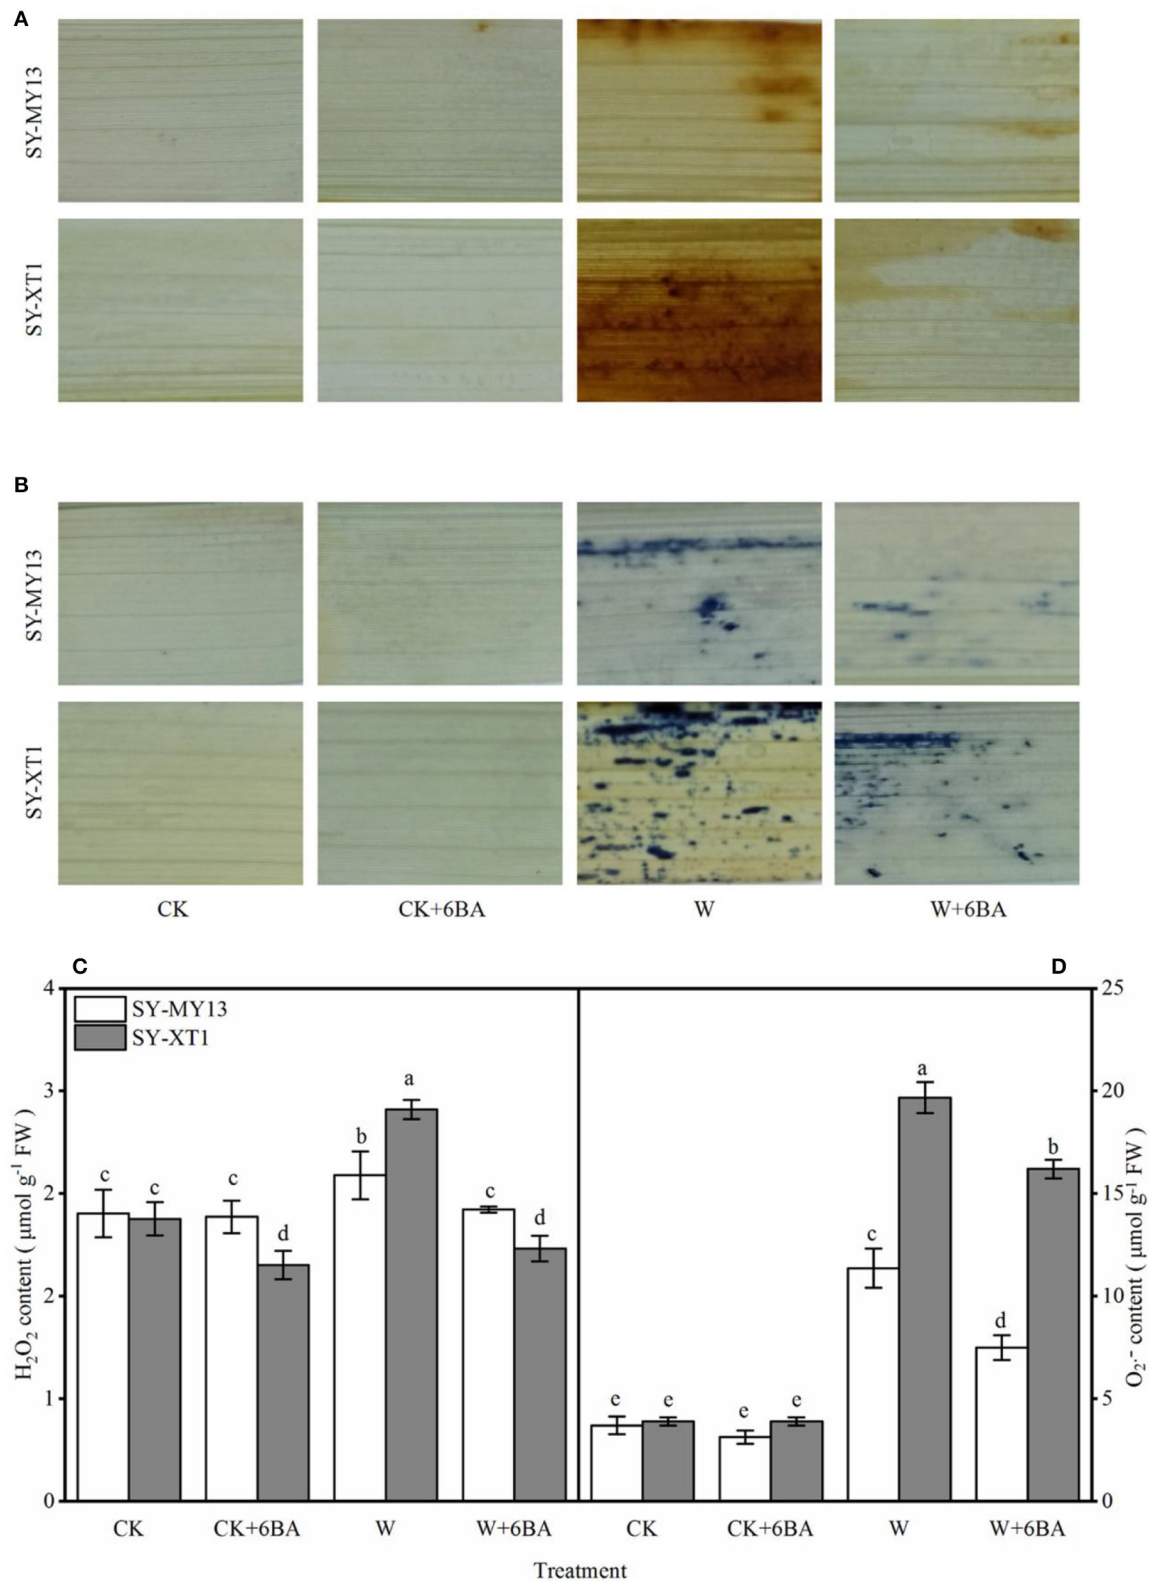 A
SY-MY13
SY-XT1
B
SY-MY13
SY-XT1
CK CK+6BA W W+6BA
C D
SY-MY13
SY-XT1
H₂O₂ content ( μmol g⁻¹ FW )
4
3
2
2
1
0
c c c d b a c d
O₂·⁻ content ( μmol g⁻¹ FW )
25
20
15
10
5
0
e e e e c a d b
CK CK+6BA W W+6BA CK CK+6BA W W+6BA
Treatment